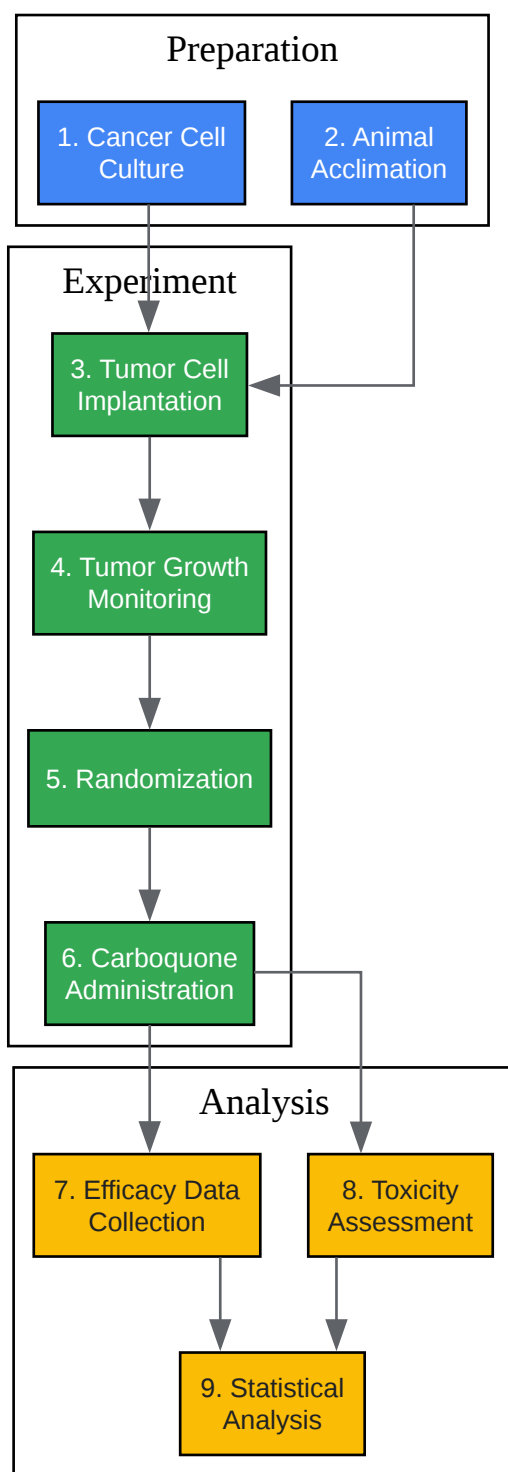 Preparation
1. Cancer Cell
Culture
2. Animal
Acclimation
Experiment
3. Tumor Cell
Implantation
4. Tumor Growth
Monitoring
5. Randomization
6. Carboquone
Administration
Analysis
7. Efficacy Data
Collection
8. Toxicity
Assessment
9. Statistical
Analysis